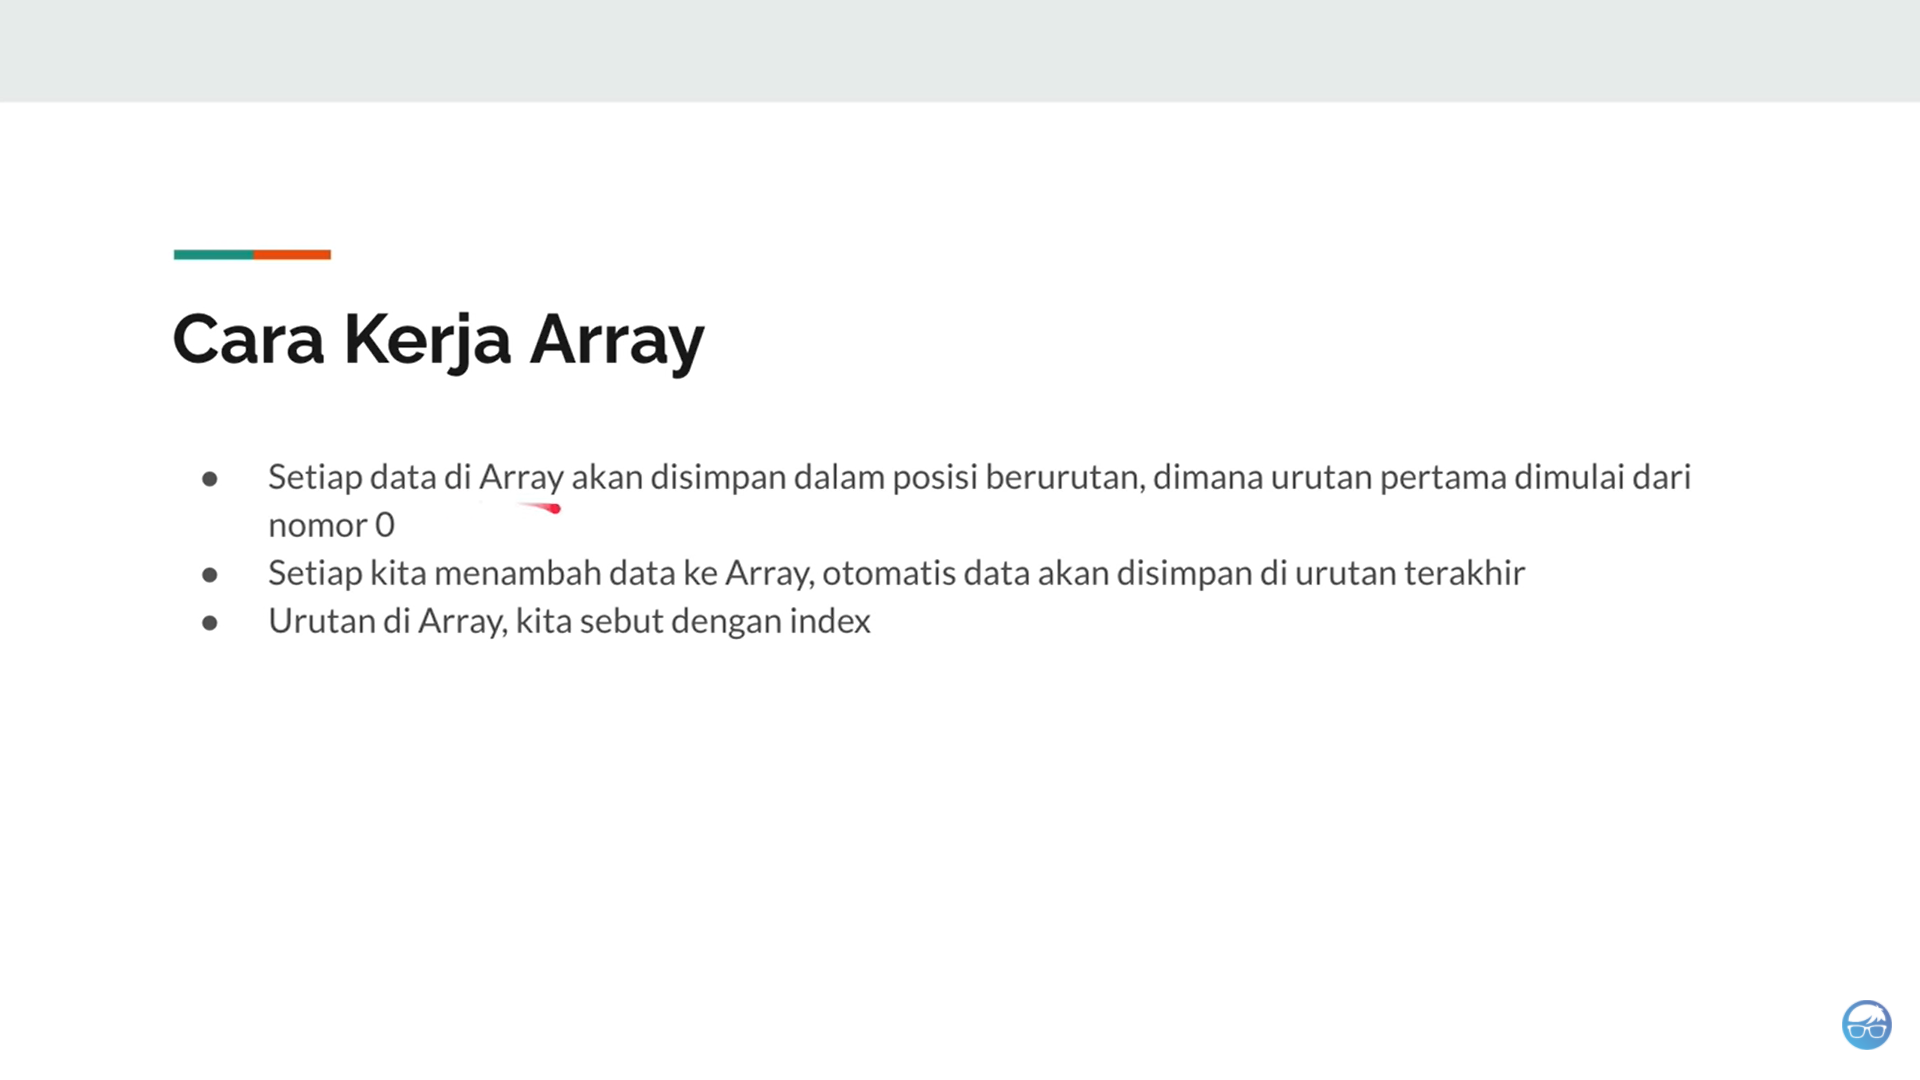 Cara Kerja Array
● Setiap data di Array akan disimpan dalam posisi berurutan, dimana urutan pertama dimulai dari
nomor 0
● Setiap kita menambah data ke Array, otomatis data akan disimpan di urutan terakhir
● Urutan di Array, kita sebut dengan index